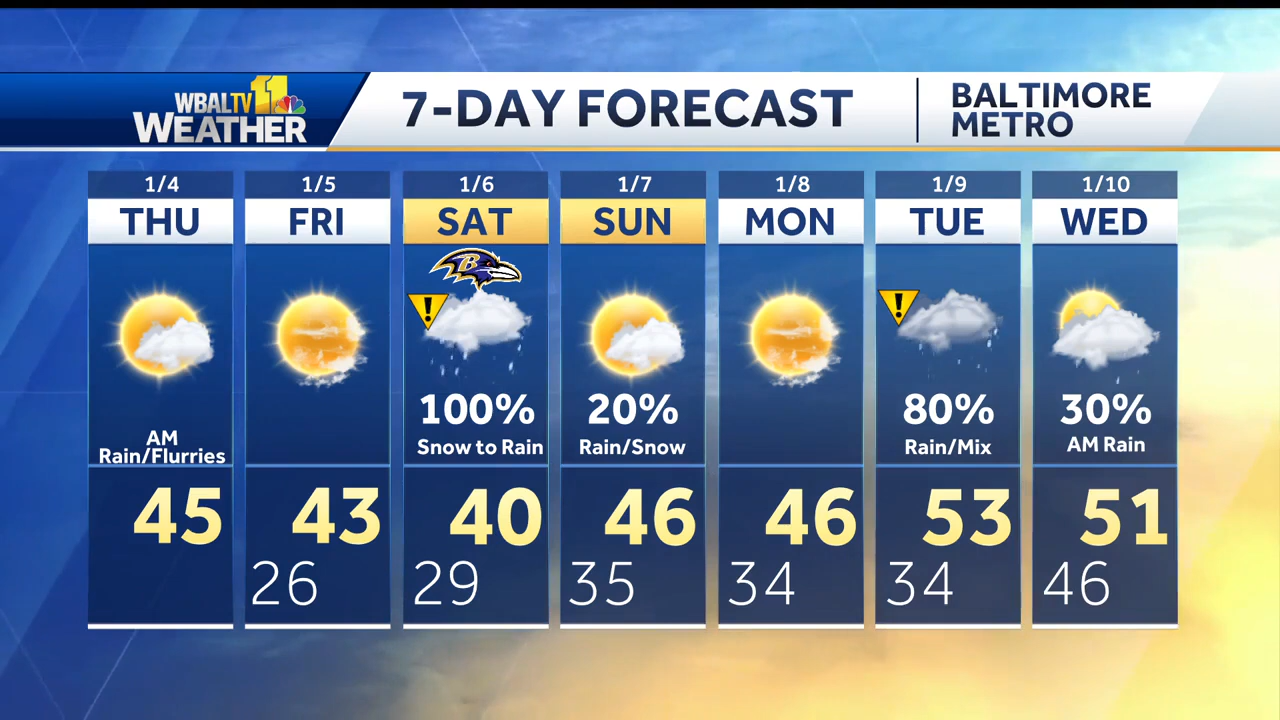 WBALTV 11
WEATHER
7-DAY FORECAST
BALTIMORE
METRO
1/4
THU
AM
Rain/Flurries
45
1/5
FRI
43
26
1/6
SAT
B
!
100%
Snow to Rain
40
29
1/7
SUN
20%
Rain/Snow
46
35
1/8
MON
46
34
1/9
TUE
!
80%
Rain/Mix
53
34
1/10
WED
30%
AM Rain
51
46